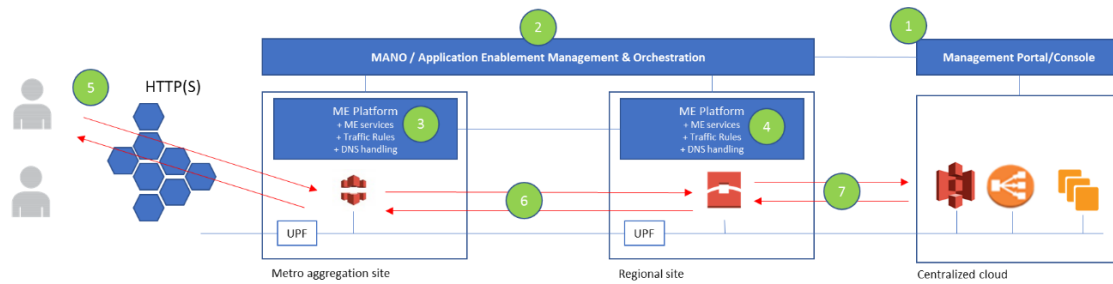 1
2
MANO / Application Enablement Management & Orchestration
Management Portal/Console
5
HTTP(S)
ME Platform
+ ME services
+ Traffic Rules
+ DNS handling
3
ME Platform
+ ME services
+ Traffic Rules
+ DNS handling
4
6
7
UPF
UPF
Metro aggregation site
Regional site
Centralized cloud